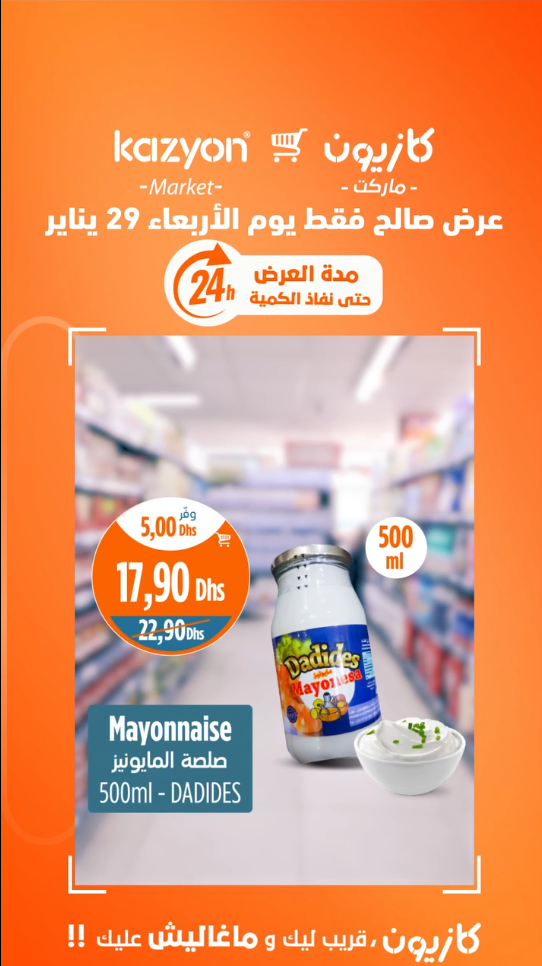 kazyon® كازيون
-Market- - ماركت -
عرض صالح فقط يوم الأربعاء 29 يناير
مدة العرض
24h حتى نفاذ الكمية
وفّر
5,00 Dhs
17,90 Dhs
22,90 Dhs
500
ml
Dadides
Mayonesa
Mayonnaise
صلصة المايونيز
500ml - DADIDES
كازيون، قريب ليك و ماغاليش عليك !!